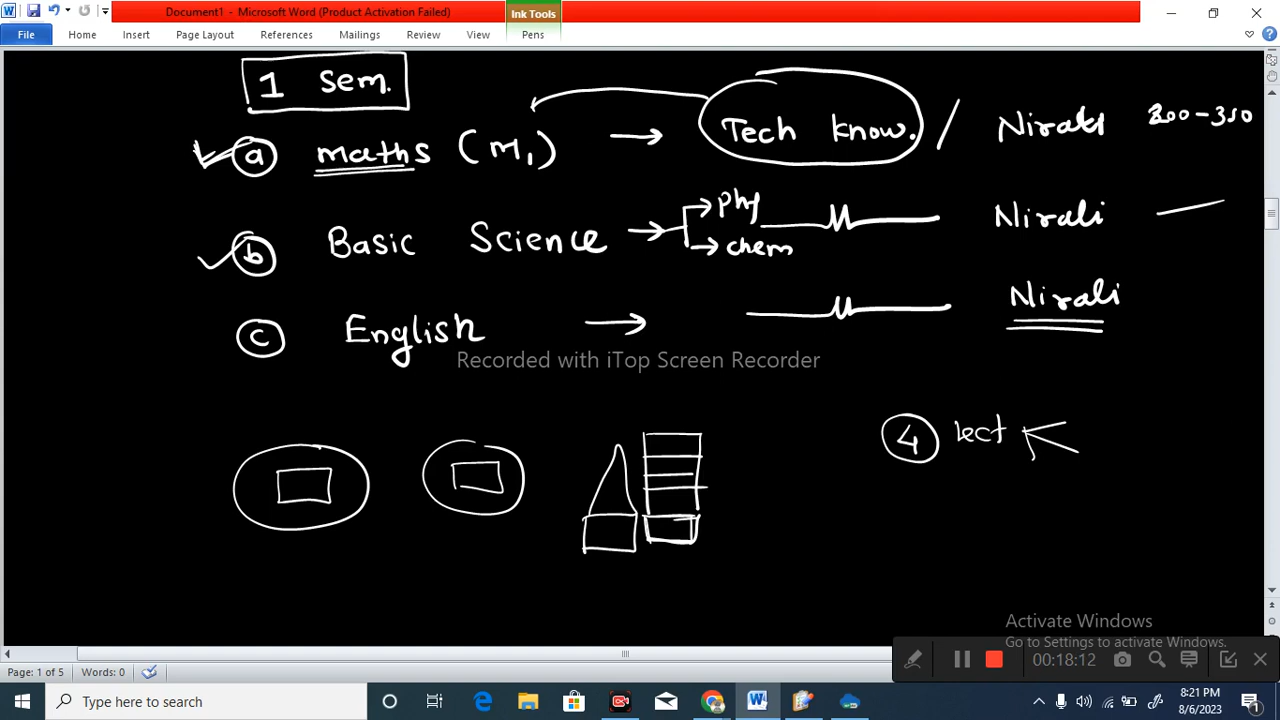 Document1 - Microsoft Word (Product Activation Failed)
Ink Tools
File Home Insert Page Layout References Mailings Review View Pens
1 Sem.
a maths (M1) → Tech know. / Nirali 300-350
b Basic Science → phy Nirali
→ chem
c English → Nirali
Recorded with iTop Screen Recorder
4 lect
Activate Windows
Go to Settings to activate Windows.
00:18:12
Page: 1 of 5 Words: 0
Type here to search
8:21 PM
8/6/2023